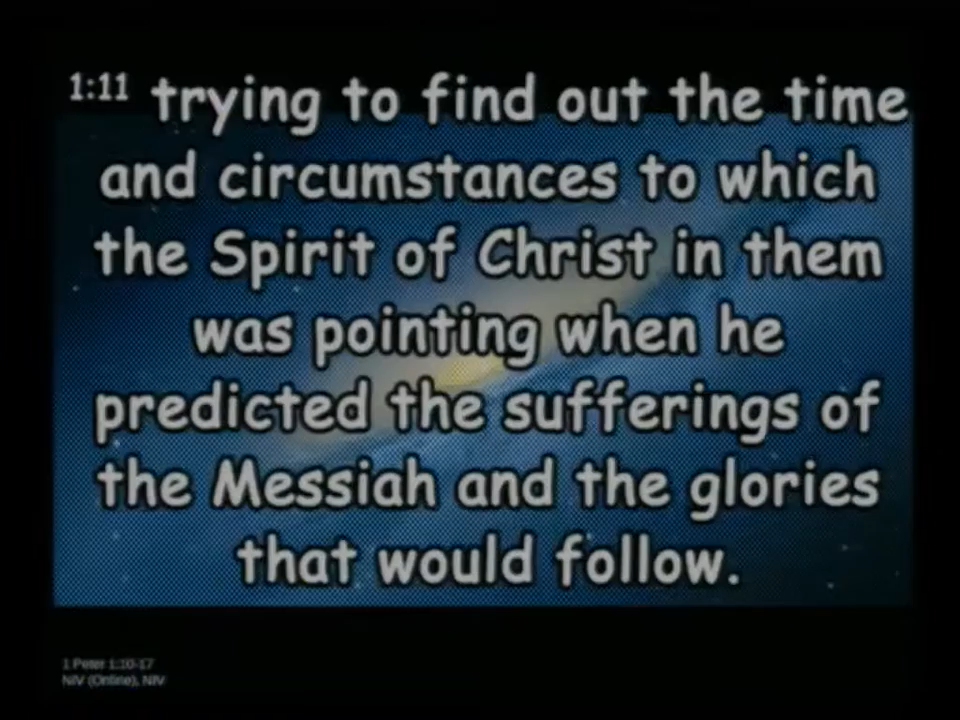 1:11 trying to find out the time
and circumstances to which
the Spirit of Christ in them
was pointing when he
predicted the sufferings of
the Messiah and the glories
that would follow.
1 Peter 1:10-17
NIV (Online), NIV